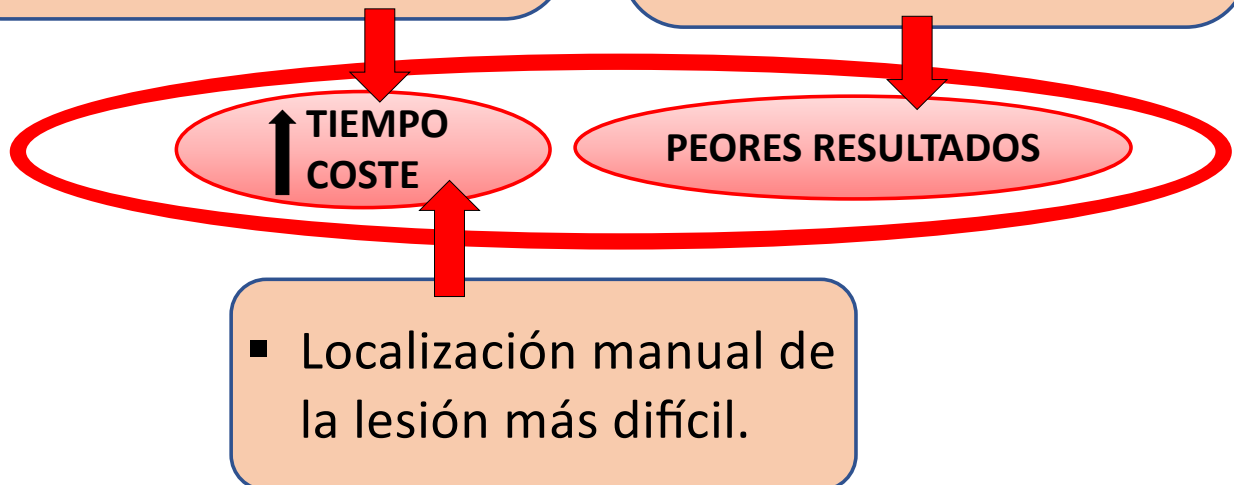 TIEMPO
COSTE
PEORES RESULTADOS
▪ Localización manual de
la lesión más difícil.